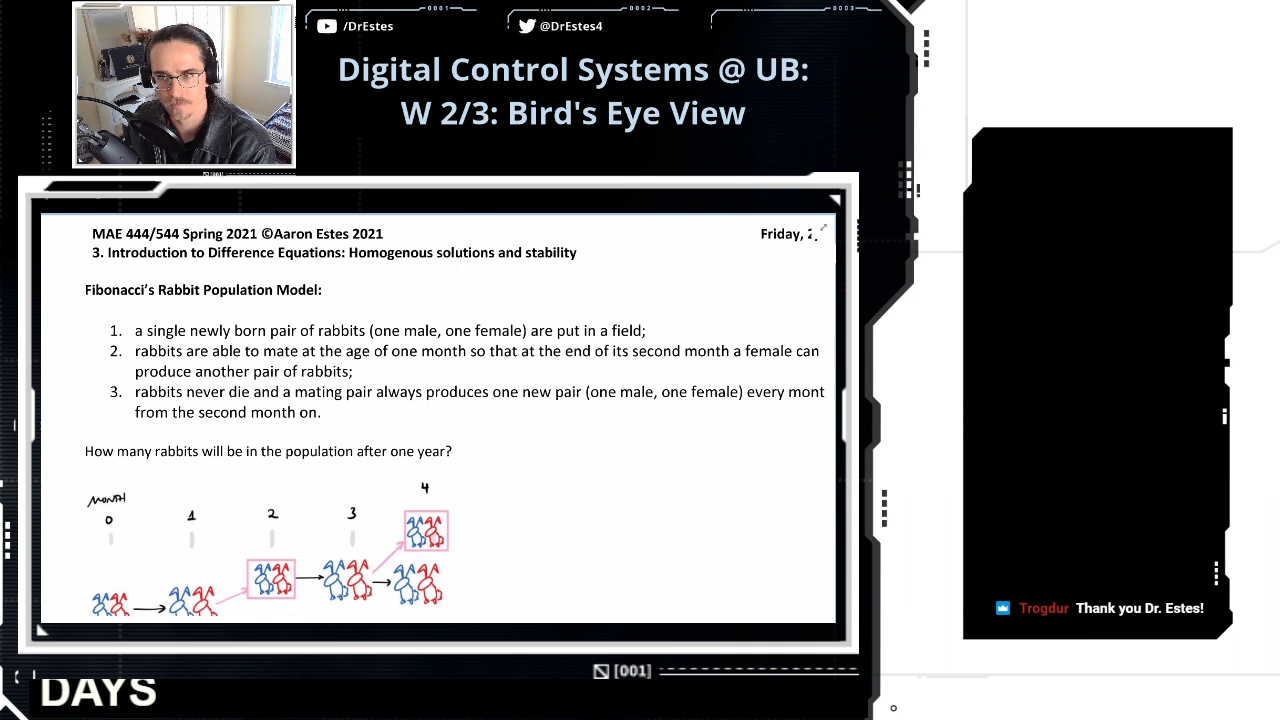 0001
0002
0003
/DrEstes
@DrEstes4
Digital Control Systems @ UB:
W 2/3: Bird's Eye View
[001]
MAE 444/544 Spring 2021 ©Aaron Estes 2021
Friday, 2
3. Introduction to Difference Equations: Homogenous solutions and stability
Fibonacci's Rabbit Population Model:
1. a single newly born pair of rabbits (one male, one female) are put in a field;
2. rabbits are able to mate at the age of one month so that at the end of its second month a female can
produce another pair of rabbits;
3. rabbits never die and a mating pair always produces one new pair (one male, one female) every mont
from the second month on.
How many rabbits will be in the population after one year?
MONTH
0 1 2 3 4
Trogdur Thank you Dr. Estes!
[001]
DAYS